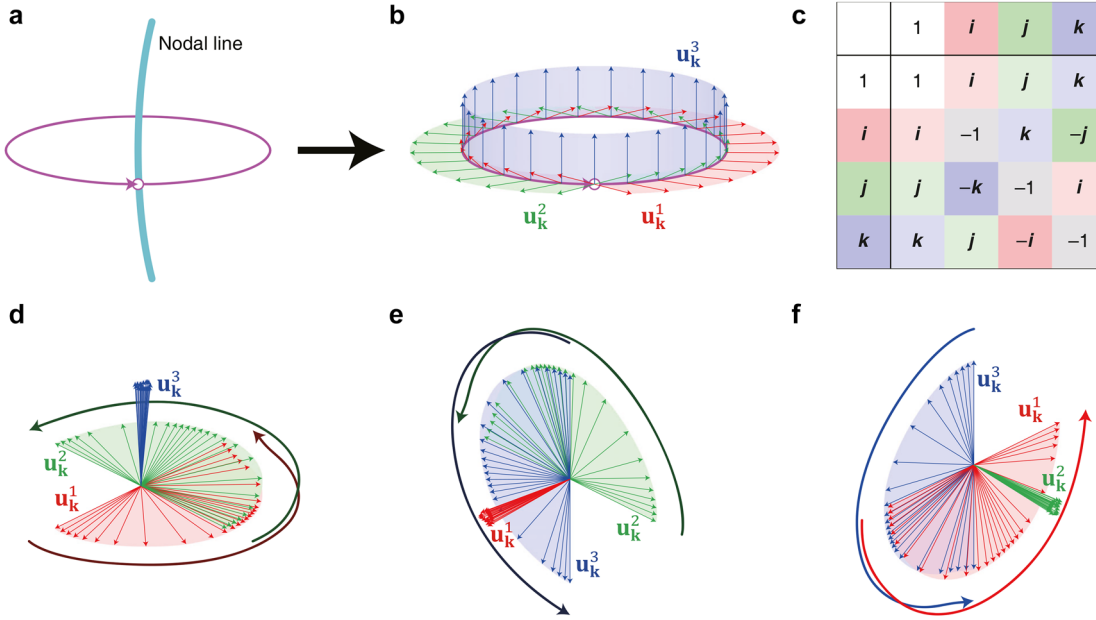 a
Nodal line
b
u_k^3
u_k^2
u_k^1
c
1 i j k
1 1 i j k
i i −1 k −j
j j −k −1 i
k k j −i −1
d
u_k^3
u_k^2
u_k^1
e
u_k^1
u_k^2
u_k^3
f
u_k^3
u_k^1
u_k^2